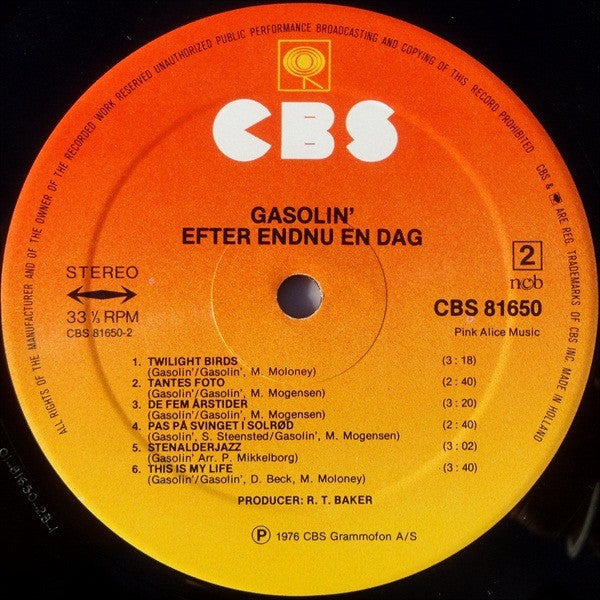 ALL RIGHTS OF THE MANUFACTURER AND OF THE OWNER OF THE RECORDED WORK RESERVED UNAUTHORIZED PUBLIC PERFORMANCE BROADCASTING AND COPYING OF THIS RECORD PROHIBITED CBS & ARE REG. TRADEMARKS OF CBS INC. MADE IN HOLLAND
CBS
GASOLIN'
EFTER ENDNU EN DAG
STEREO
33 ⅓ RPM
CBS 81650-2
2
ncb
CBS 81650
Pink Alice Music
1. TWILIGHT BIRDS (3 : 18)
(Gasolin'/Gasolin', M. Moloney)
2. TANTES FOTO (2 : 40)
(Gasolin'/Gasolin', M. Mogensen)
3. DE FEM ÅRSTIDER (3 : 20)
(Gasolin'/Gasolin', M. Mogensen)
4. PAS PÅ SVINGET I SOLRØD (2 : 40)
(Gasolin', S. Steensted/Gasolin', M. Mogensen)
5. STENALDERJAZZ (3 : 02)
(Gasolin' Arr. P. Mikkelborg)
6. THIS IS MY LIFE (3 : 40)
(Gasolin'/Gasolin', D. Beck, M. Moloney)
PRODUCER: R. T. BAKER
Ⓟ 1976 CBS Grammofon A/S